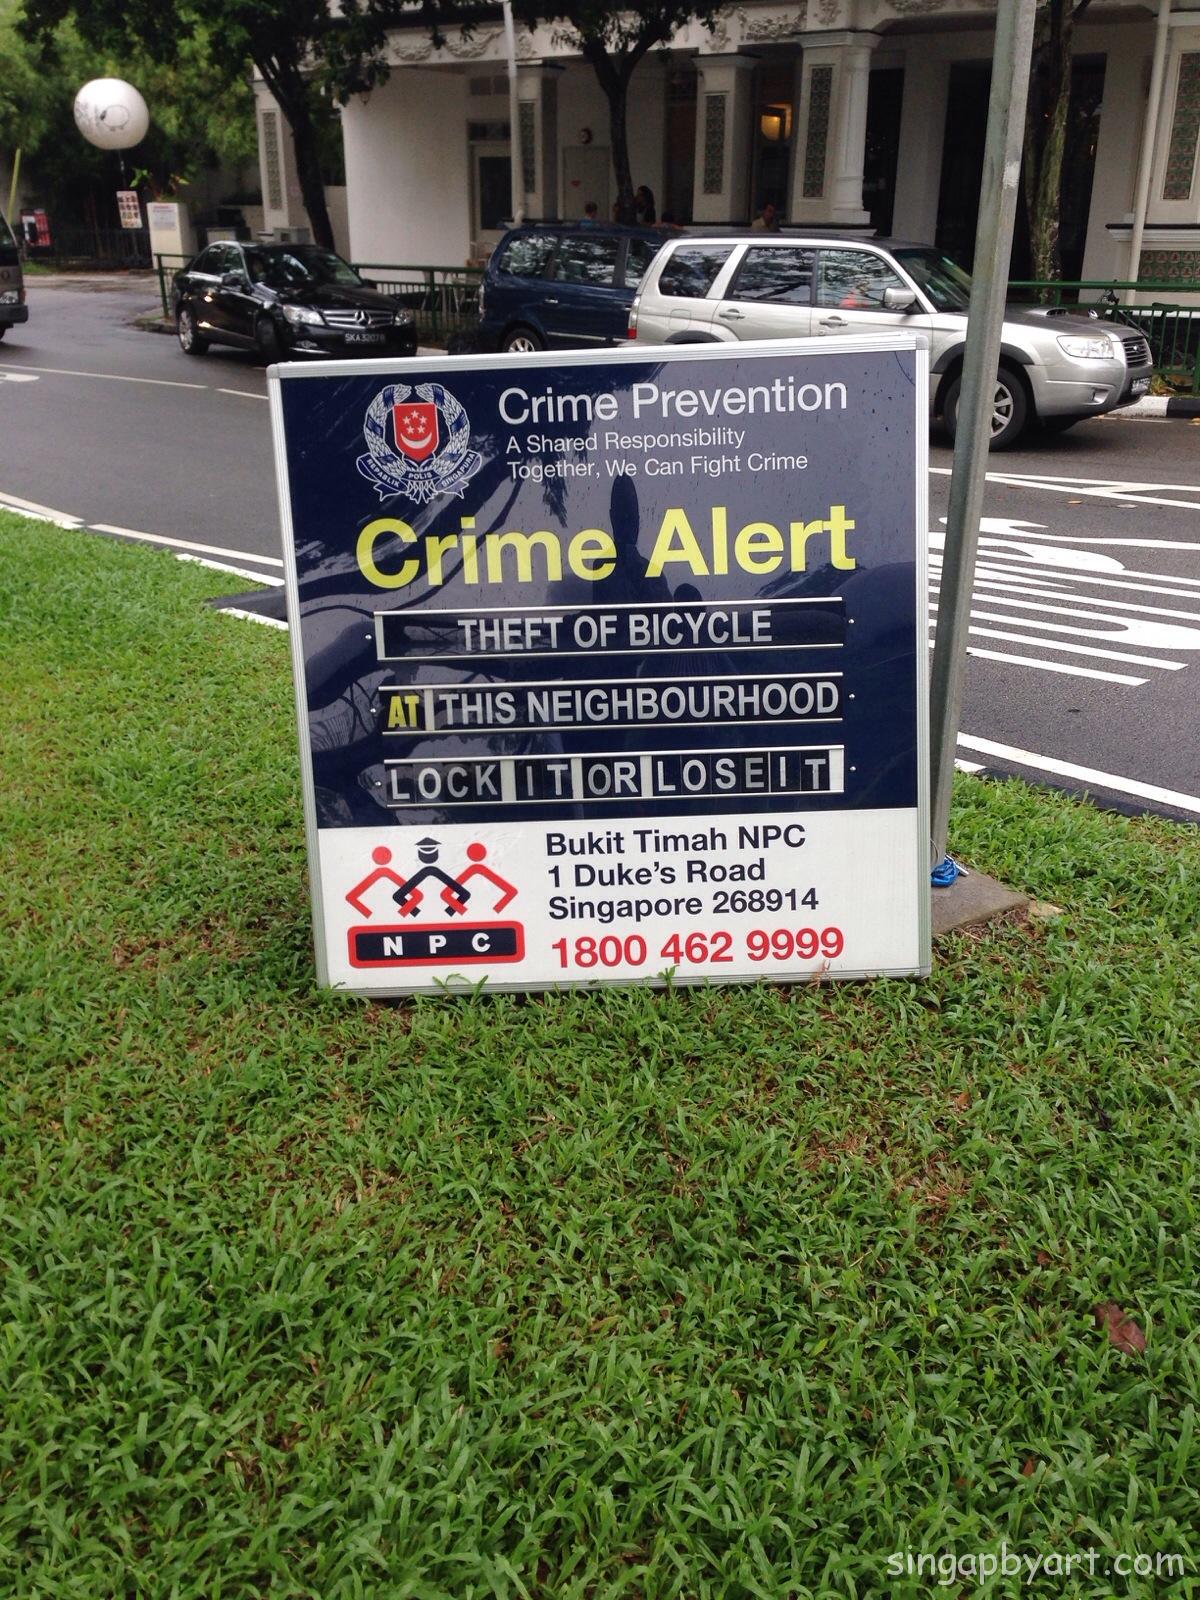 Crime Prevention
A Shared Responsibility
Together, We Can Fight Crime
REPABLIK POLIS SINGAPURA
Crime Alert
THEFT OF BICYCLE
AT THIS NEIGHBOURHOOD
LOCK IT OR LOSE IT
NPC
Bukit Timah NPC
1 Duke's Road
Singapore 268914
1800 462 9999
singapbyart.com